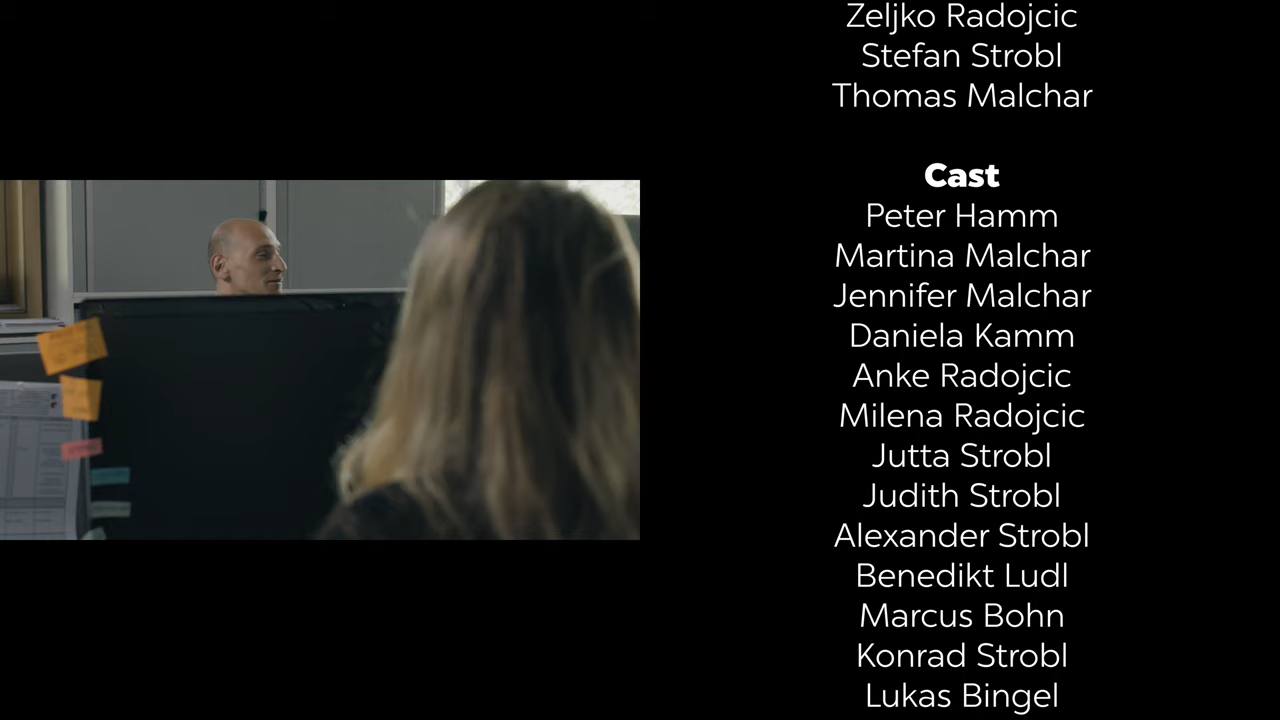 Zeljko Radojcic
Stefan Strobl
Thomas Malchar
Cast
Peter Hamm
Martina Malchar
Jennifer Malchar
Daniela Kamm
Anke Radojcic
Milena Radojcic
Jutta Strobl
Judith Strobl
Alexander Strobl
Benedikt Ludl
Marcus Bohn
Konrad Strobl
Lukas Bingel